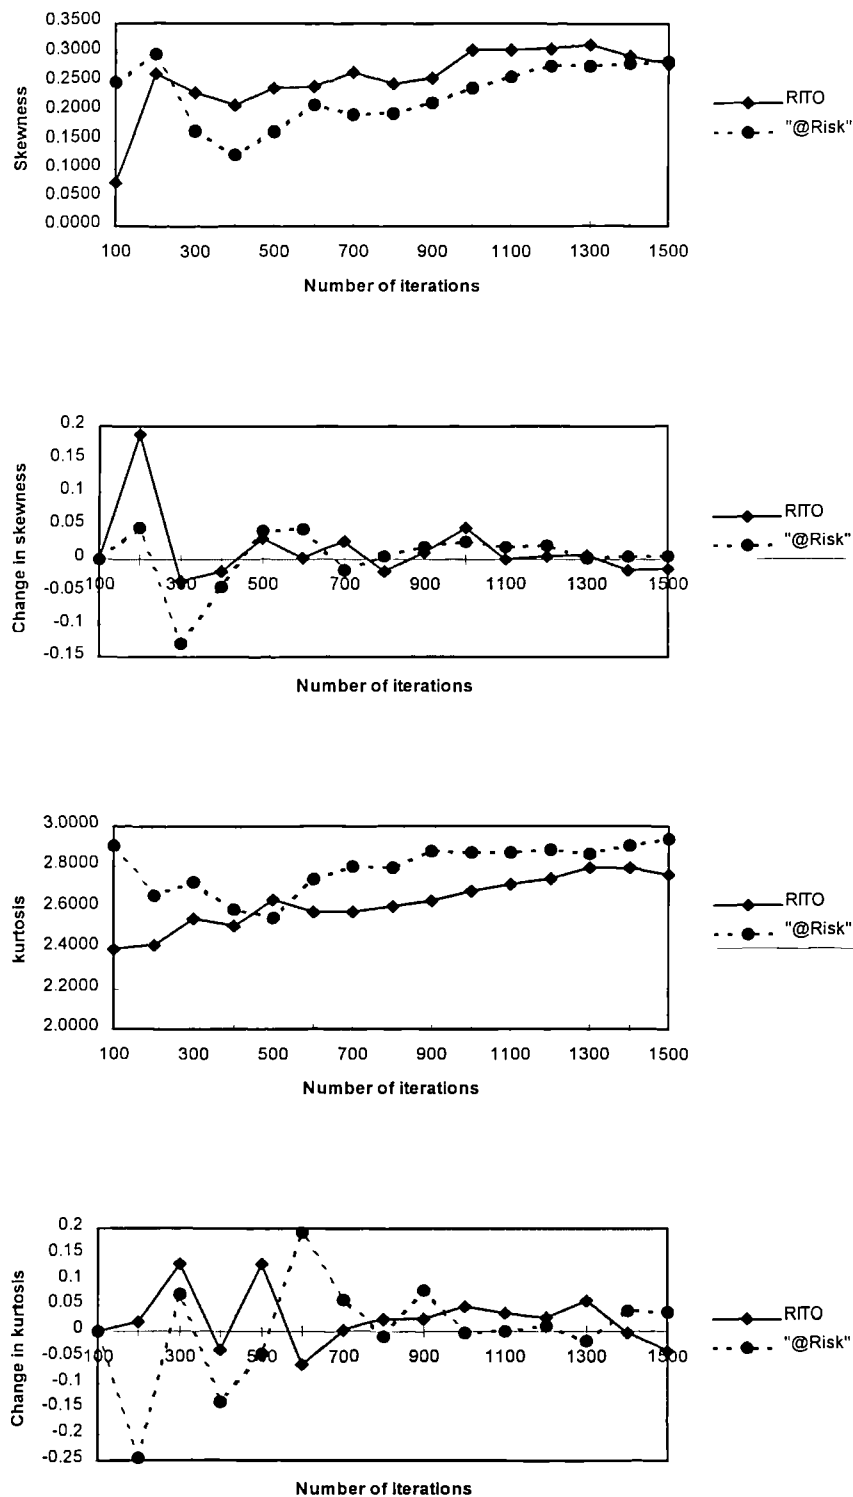 0.3500
0.3000
0.2500
0.2000
0.1500
0.1000
0.0500
0.0000
Skewness
100 300 500 700 900 1100 1300 1500
Number of iterations
RITO
"@Risk"
0.2
0.15
0.1
0.05
0
-0.05
-0.1
-0.15
Change in skewness
100 300 500 700 900 1100 1300 1500
Number of iterations
RITO
"@Risk"
3.0000
2.8000
2.6000
2.4000
2.2000
2.0000
kurtosis
100 300 500 700 900 1100 1300 1500
Number of iterations
RITO
"@Risk"
0.2
0.15
0.1
0.05
0
-0.05
-0.1
-0.15
-0.2
-0.25
Change in kurtosis
00 300 500 700 900 1100 1300 1500
Number of iterations
RITO
"@Risk"